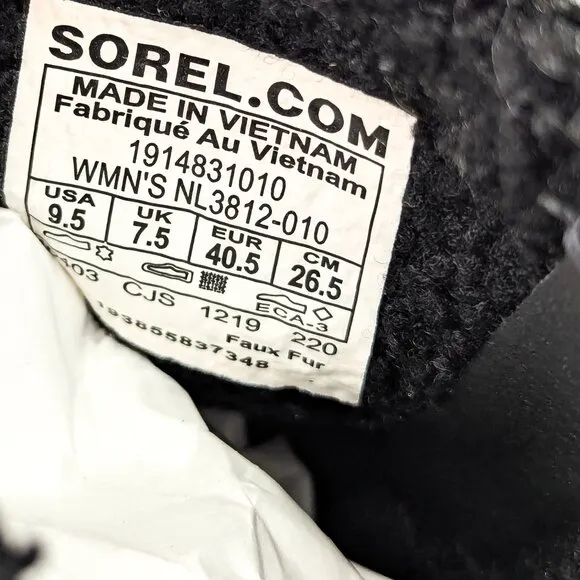 SOREL.COM
MADE IN VIETNAM
Fabriqué Au Vietnam
1914831010
WMN'S NL3812-010
USA UK EUR CM
9.5 7.5 40.5 26.5
ECA-3
CJS 1219 220
Faux Fur
193855837348